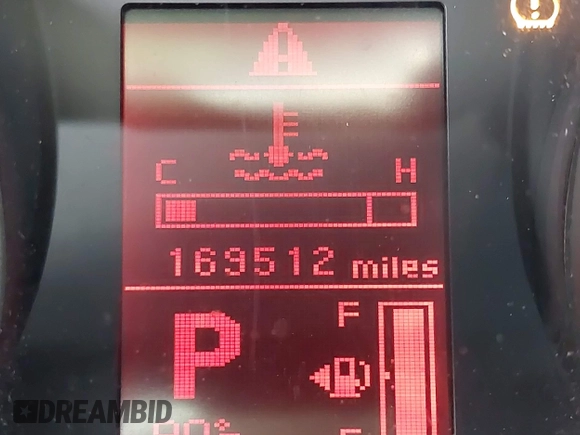 C H
169512 miles
P
F
DREAMBID